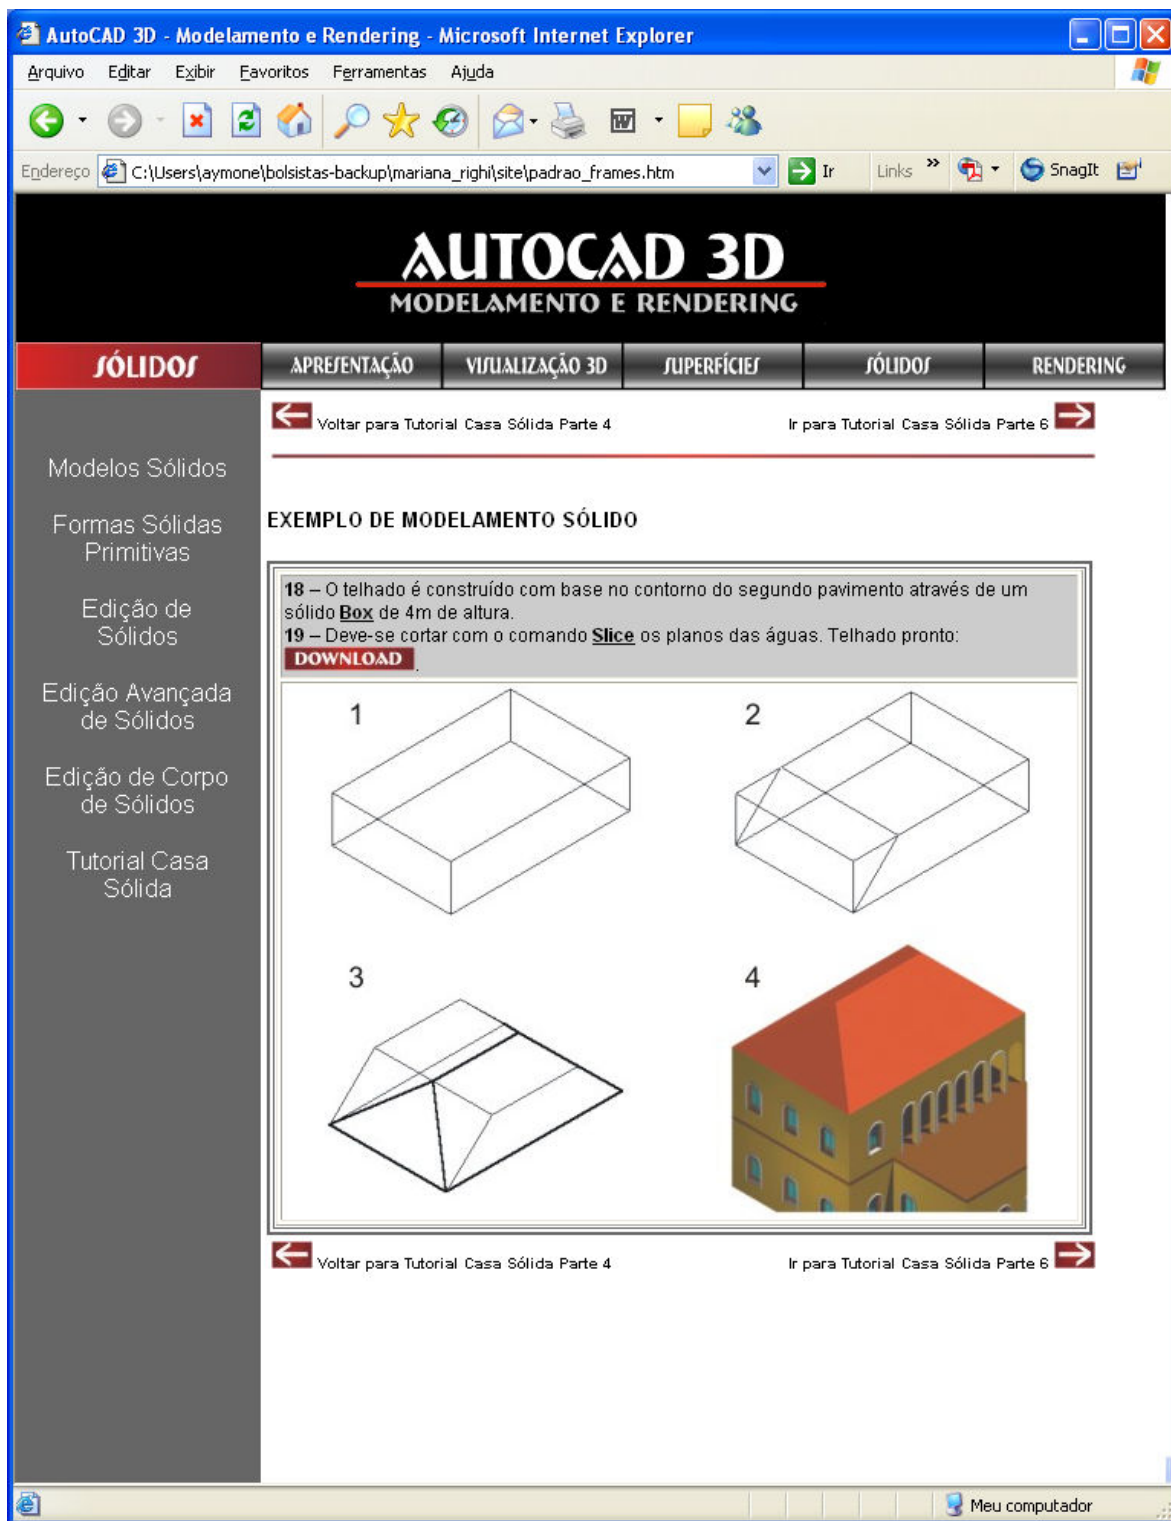 AutoCAD 3D - Modelamento e Rendering - Microsoft Internet Explorer
Arquivo Editar Exibir Favoritos Ferramentas Ajuda
Endereço C:\Users\aymone\bolsistas-backup\mariana_righi\site\padrao_frames.htm Ir Links » SnagIt
AUTOCAD 3D
MODELAMENTO E RENDERING
SÓLIDOS APRESENTAÇÃO VISUALIZAÇÃO 3D SUPERFÍCIES SÓLIDOS RENDERING
Voltar para Tutorial Casa Sólida Parte 4 Ir para Tutorial Casa Sólida Parte 6
Modelos Sólidos
Formas Sólidas
Primitivas
Edição de
Sólidos
Edição Avançada
de Sólidos
Edição de Corpo
de Sólidos
Tutorial Casa
Sólida
EXEMPLO DE MODELAMENTO SÓLIDO
18 – O telhado é construído com base no contorno do segundo pavimento através de um
sólido Box de 4m de altura.
19 – Deve-se cortar com o comando Slice os planos das águas. Telhado pronto:
DOWNLOAD .
1 2
3 4
Voltar para Tutorial Casa Sólida Parte 4 Ir para Tutorial Casa Sólida Parte 6
Meu computador